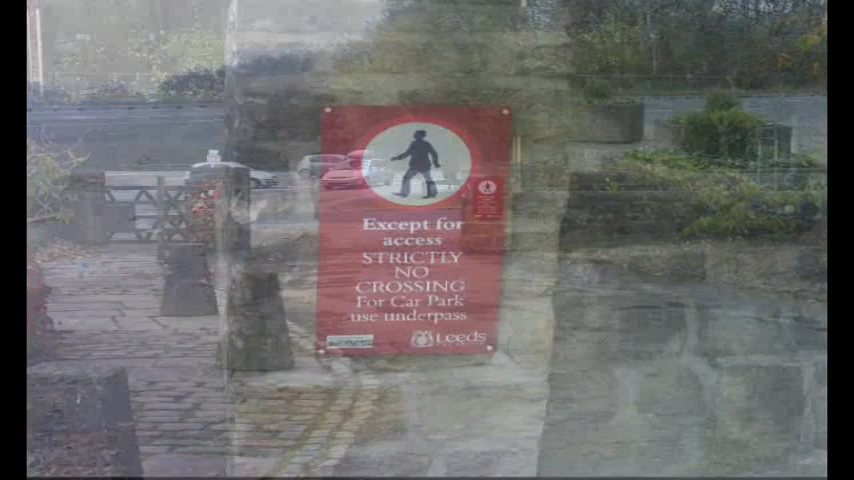 Except for
access
STRICTLY
NO
CROSSING
For Car Park
use underpass
Leeds